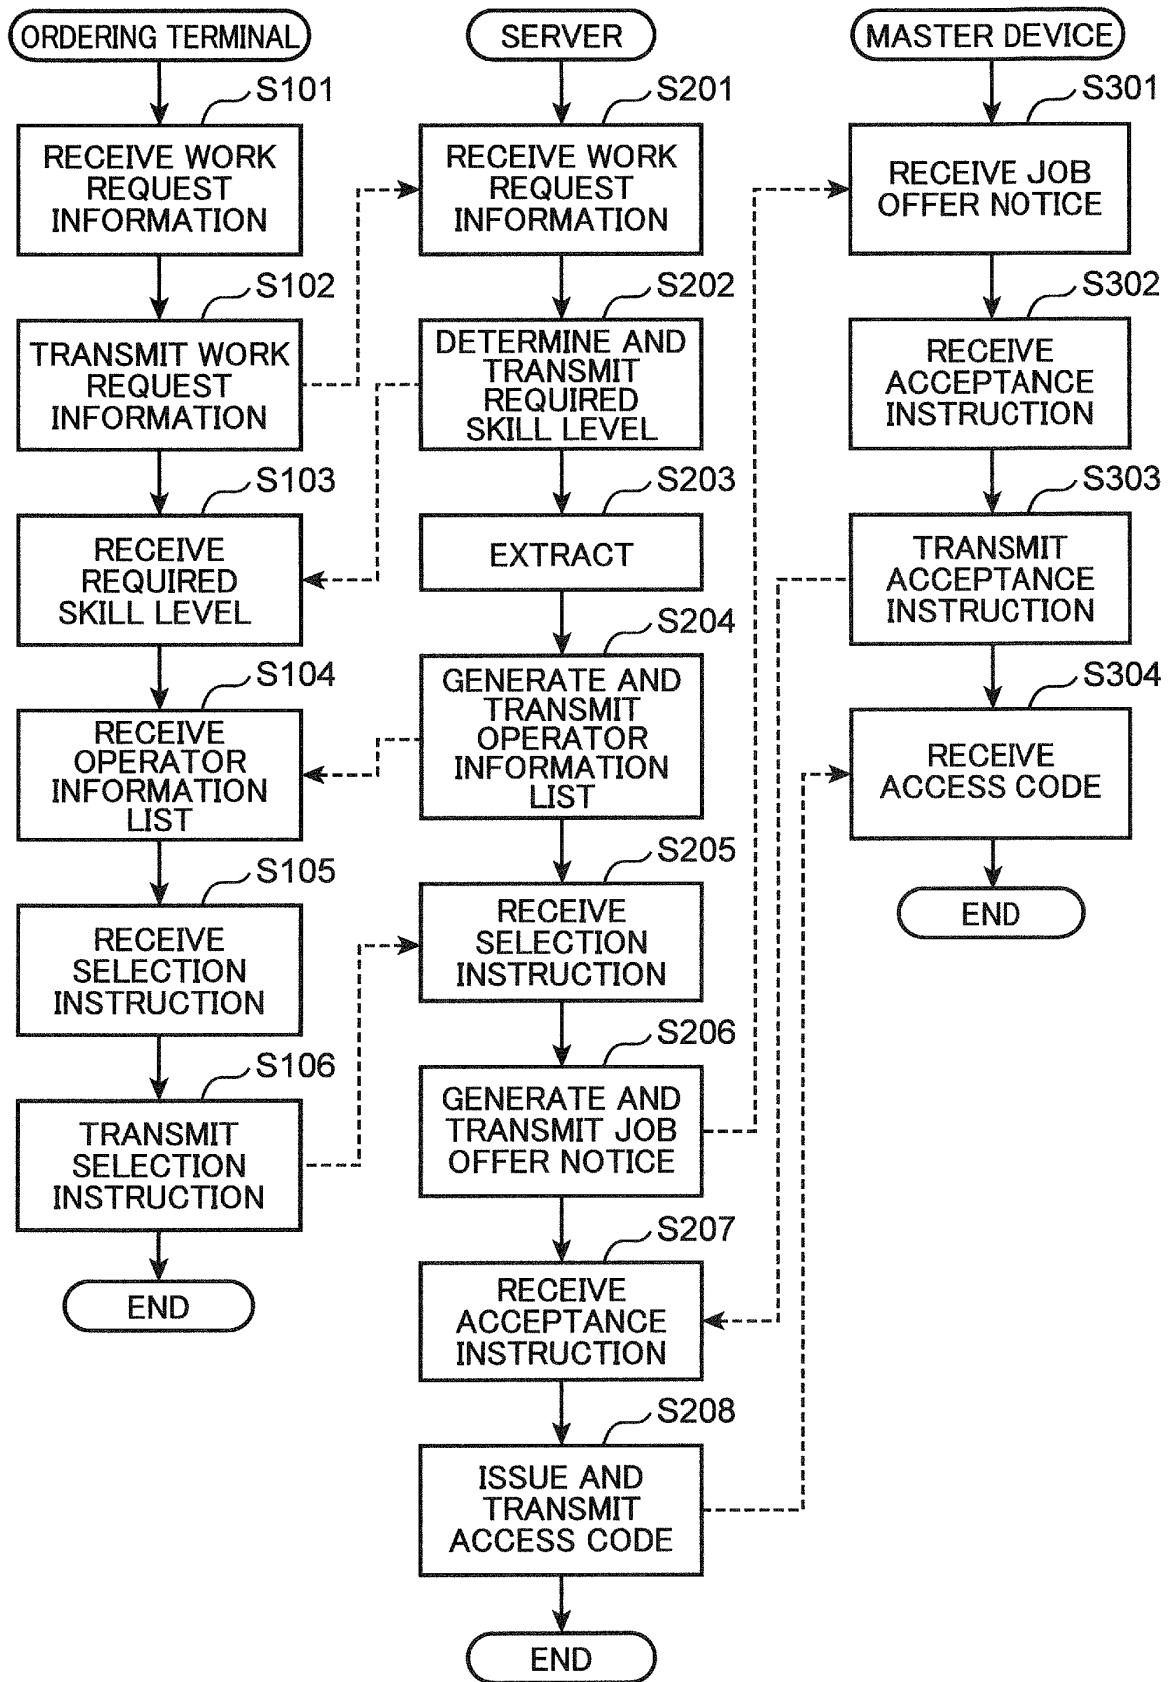 ORDERING TERMINAL
S101
RECEIVE WORK
REQUEST
INFORMATION
S102
TRANSMIT WORK
REQUEST
INFORMATION
S103
RECEIVE
REQUIRED
SKILL LEVEL
S104
RECEIVE
OPERATOR
INFORMATION
LIST
S105
RECEIVE
SELECTION
INSTRUCTION
S106
TRANSMIT
SELECTION
INSTRUCTION
END
SERVER
S201
RECEIVE WORK
REQUEST
INFORMATION
S202
DETERMINE AND
TRANSMIT
REQUIRED
SKILL LEVEL
S203
EXTRACT
S204
GENERATE AND
TRANSMIT
OPERATOR
INFORMATION
LIST
S205
RECEIVE
SELECTION
INSTRUCTION
S206
GENERATE AND
TRANSMIT JOB
OFFER NOTICE
S207
RECEIVE
ACCEPTANCE
INSTRUCTION
S208
ISSUE AND
TRANSMIT
ACCESS CODE
END
MASTER DEVICE
S301
RECEIVE JOB
OFFER NOTICE
S302
RECEIVE
ACCEPTANCE
INSTRUCTION
S303
TRANSMIT
ACCEPTANCE
INSTRUCTION
S304
RECEIVE
ACCESS CODE
END